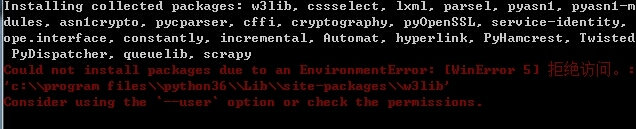 Installing collected packages: w3lib, cssselect, lxml, parsel, pyasn1, pyasn1-m
dules, asn1crypto, pycparser, cffi, cryptography, pyOpenSSL, service-identity,
ope.interface, constantly, incremental, Automat, hyperlink, PyHamcrest, Twisted
PyDispatcher, queuelib, scrapy
Could not install packages due to an EnvironmentError: [WinError 5] 拒绝访问。:
'c:\\program files\\python36\\Lib\\site-packages\\w3lib'
Consider using the `--user` option or check the permissions.